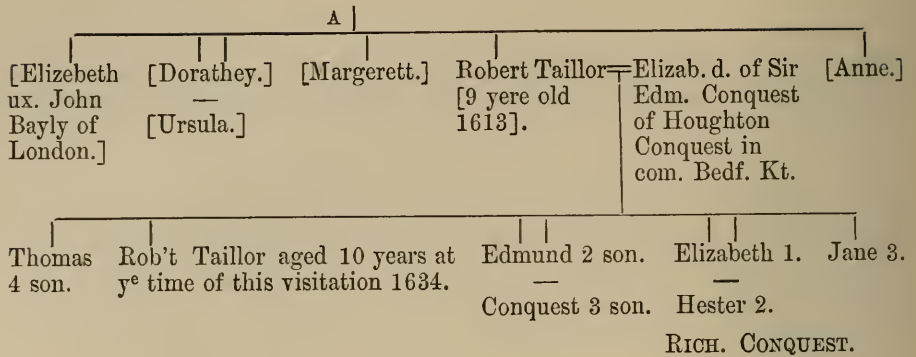 A
[Elizebeth ux. John Bayly of London.]
[Dorathey.]
—
[Ursula.]
[Margerett.]
Robert Taillor
[9 yere old
1613].
Elizab. d. of Sir
Edm. Conquest
of Houghton
Conquest in
com. Bedf. Kt.
[Anne.]
Thomas
4 son.
Rob't Taillor aged 10 years at
yᵉ time of this visitation 1634.
Edmund 2 son.
—
Conquest 3 son.
Elizabeth 1.
—
Hester 2.
Jane 3.
RICH. CONQUEST.